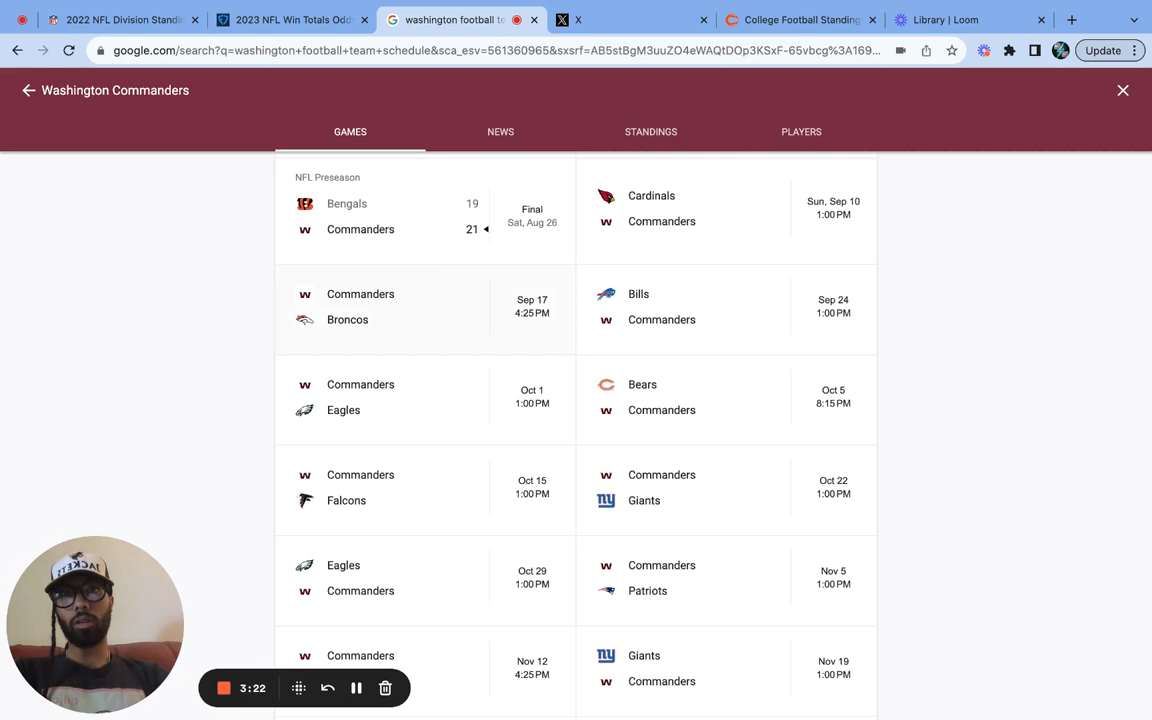 2022 NFL Division Standin
2023 NFL Win Totals Odd
washington football te
X
College Football Standing
Library | Loom
google.com/search?q=washington+football+team+schedule&sca_esv=561360965&sxsrf=AB5stBgM3uuZO4eWAQtDOp3KSxF-65vbcg%3A169...
Update
Washington Commanders
GAMES NEWS STANDINGS PLAYERS
NFL Preseason
Bengals 19
Commanders 21
Final
Sat, Aug 26
Cardinals
Commanders
Sun, Sep 10
1:00 PM
Commanders
Broncos
Sep 17
4:25 PM
Bills
Commanders
Sep 24
1:00 PM
Commanders
Eagles
Oct 1
1:00 PM
Bears
Commanders
Oct 5
8:15 PM
Commanders
Falcons
Oct 15
1:00 PM
Commanders
Giants
Oct 22
1:00 PM
Eagles
Commanders
Oct 29
1:00 PM
Commanders
Patriots
Nov 5
1:00 PM
Commanders
Nov 12
4:25 PM
Giants
Commanders
Nov 19
1:00 PM
JACKETS
3:22